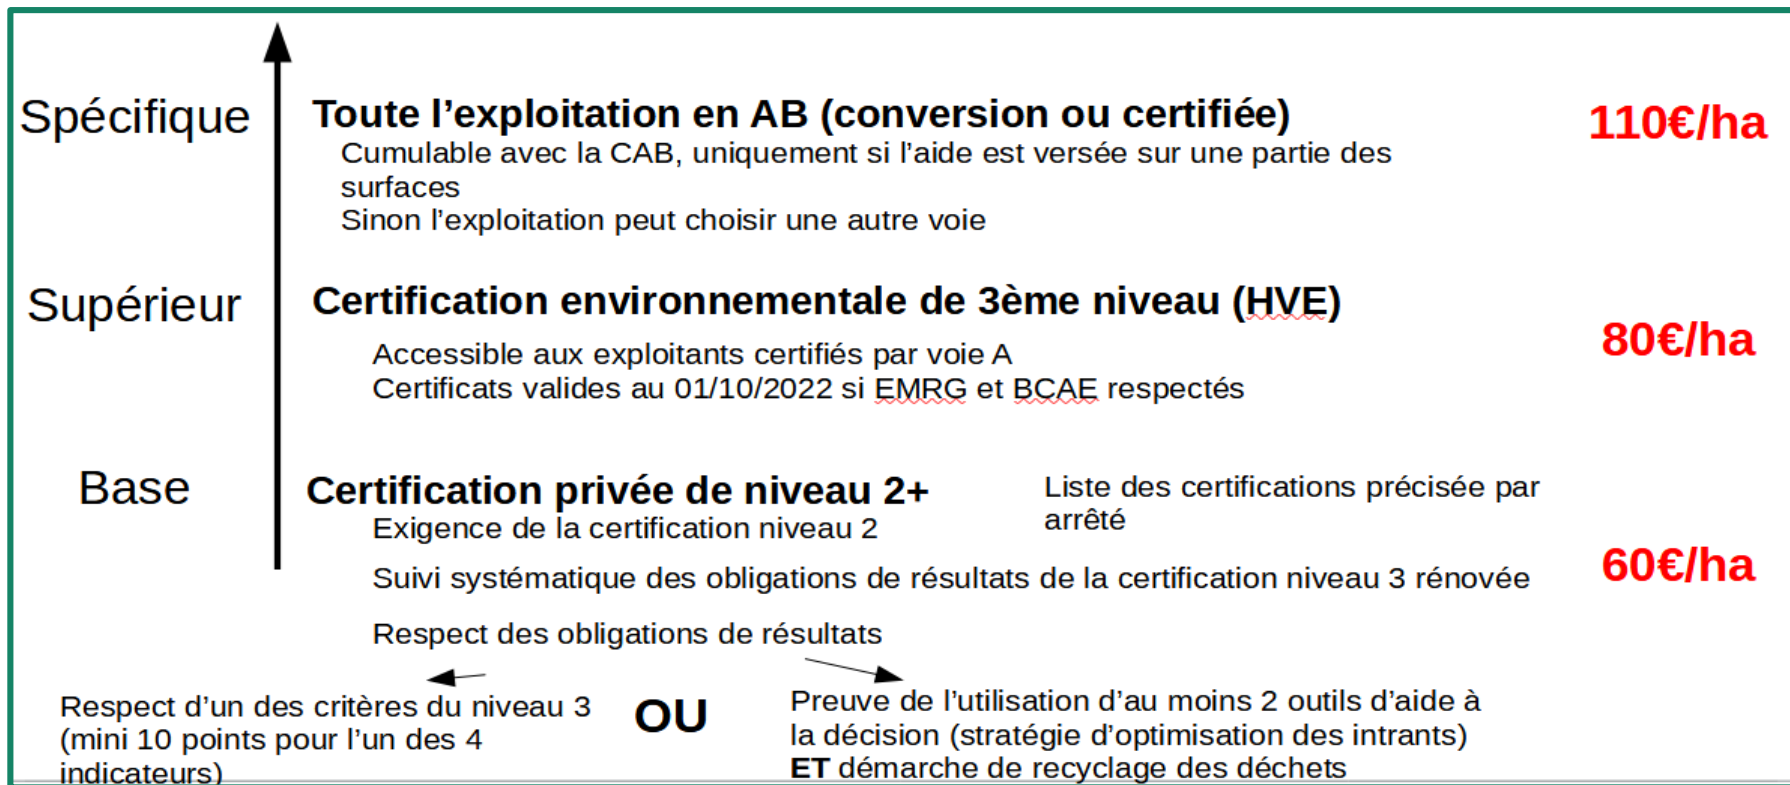 Spécifique
Toute l’exploitation en AB (conversion ou certifiée)
110€/ha
Cumulable avec la CAB, uniquement si l’aide est versée sur une partie des
surfaces
Sinon l’exploitation peut choisir une autre voie
Supérieur
Certification environnementale de 3ème niveau (HVE)
80€/ha
Accessible aux exploitants certifiés par voie A
Certificats valides au 01/10/2022 si EMRG et BCAE respectés
Base
Certification privée de niveau 2+
Liste des certifications précisée par
arrêté
Exigence de la certification niveau 2
Suivi systématique des obligations de résultats de la certification niveau 3 rénovée
60€/ha
Respect des obligations de résultats
Respect d’un des critères du niveau 3
(mini 10 points pour l’un des 4
indicateurs)
OU
Preuve de l’utilisation d’au moins 2 outils d’aide à
la décision (stratégie d’optimisation des intrants)
ET démarche de recyclage des déchets